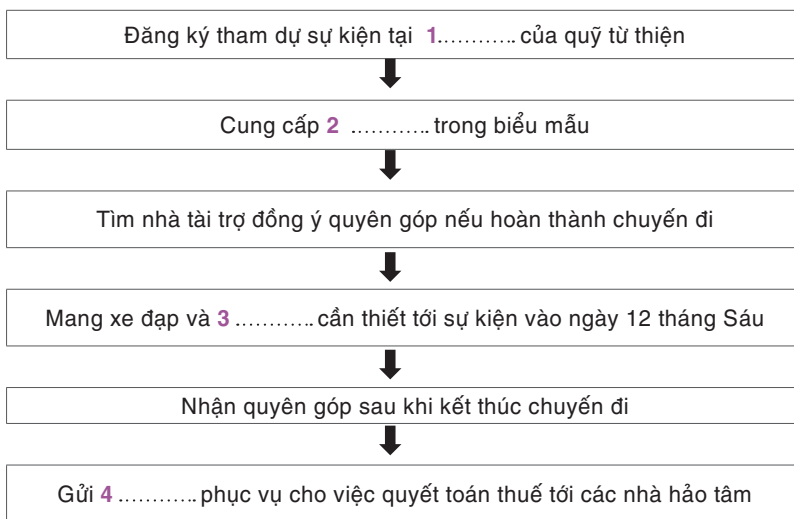 Đăng ký tham dự sự kiện tại 1............ của quỹ từ thiện
Cung cấp 2 ............ trong biểu mẫu
Tìm nhà tài trợ đồng ý quyên góp nếu hoàn thành chuyến đi
Mang xe đạp và 3 ............ cần thiết tới sự kiện vào ngày 12 tháng Sáu
Nhận quyên góp sau khi kết thúc chuyến đi
Gửi 4 ............ phục vụ cho việc quyết toán thuế tới các nhà hảo tâm